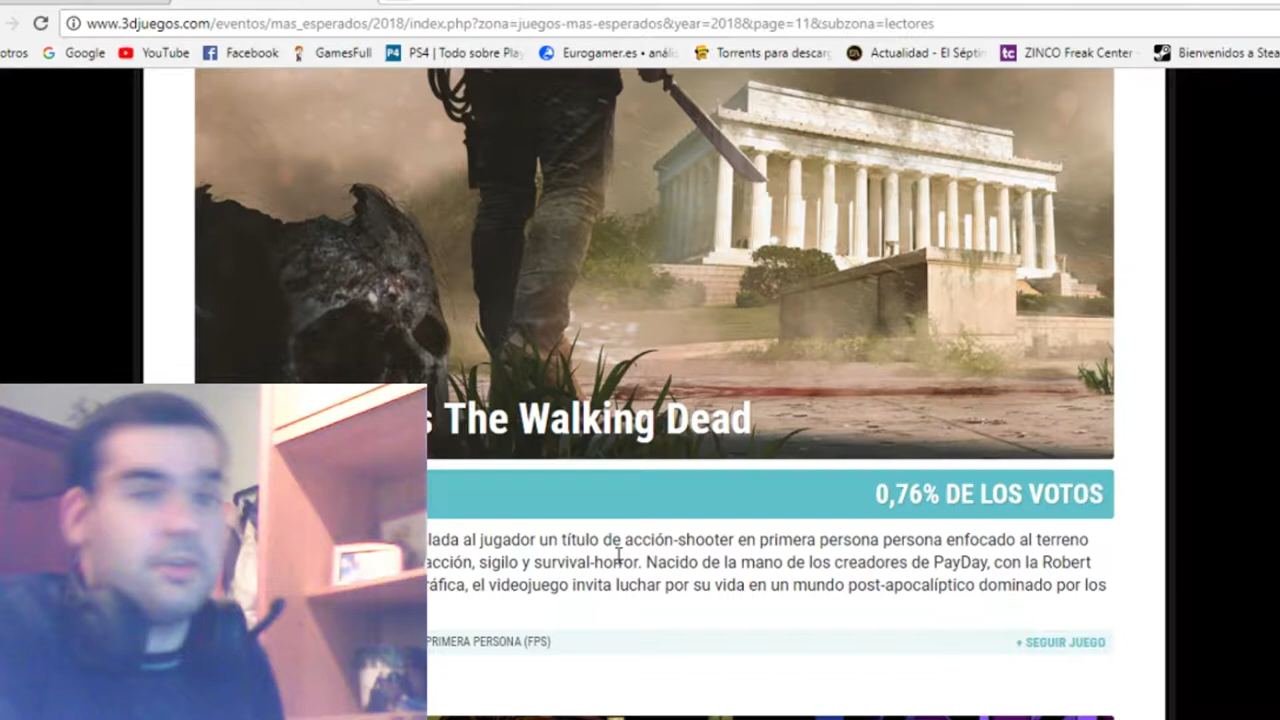 www.3djuegos.com/eventos/mas_esperados/2018/index.php?zona=juegos-mas-esperados&year=2018&page=11&subzona=lectores
otros Google YouTube Facebook GamesFull PS4 | Todo sobre Play Eurogamer.es • análi Torrents para descarg Actualidad - El Sépti ZINCO Freak Center Bienvenidos a Stea
s The Walking Dead
0,76% DE LOS VOTOS
lada al jugador un título de acción-shooter en primera persona persona enfocado al terreno
acción, sigilo y survival-horror. Nacido de la mano de los creadores de PayDay, con la Robert
ráfica, el videojuego invita luchar por su vida en un mundo post-apocalíptico dominado por los
PRIMERA PERSONA (FPS) + SEGUIR JUEGO